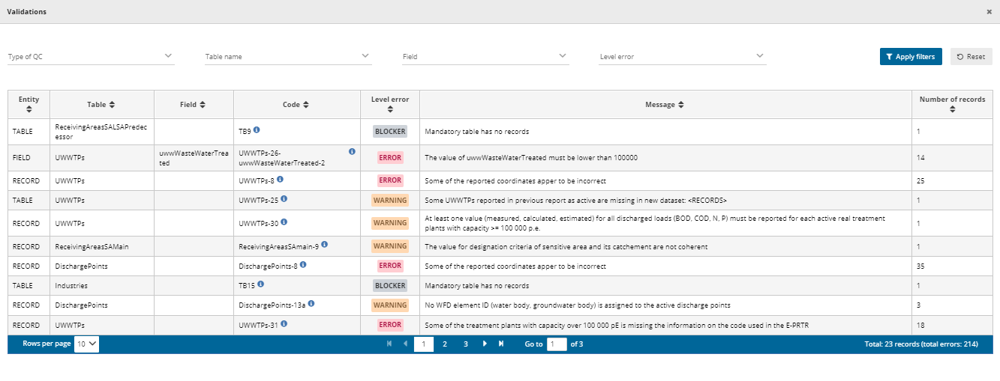 Validations
Type of QC
Table name
Field
Level error
Apply filters
Reset
Entity
Table
Field
Code
Level error
Message
Number of records
TABLE
ReceivingAreasSALSAPredec
essor
TB9
BLOCKER
Mandatory table has no records
1
FIELD
UWWTPs
uwwWasteWaterTrea
ted
UWWTPs-26-
uwwWasteWaterTreated-2
ERROR
The value of uwwWasteWaterTreated must be lower than 100000
14
RECORD
UWWTPs
UWWTPs-8
ERROR
Some of the reported coordinates apper to be incorrect
25
TABLE
UWWTPs
UWWTPs-25
WARNING
Some UWWTPs reported in previous report as active are missing in new dataset: <RECORDS>
1
RECORD
UWWTPs
UWWTPs-30
WARNING
At least one value (measured, calculated, estimated) for all discharged loads (BOD, COD, N, P) must be reported for each active real treatment
plants with capacity >= 100 000 p.e.
1
RECORD
ReceivingAreasSAMain
ReceivingAreasSAmain-9
WARNING
The value for designation criteria of sensitive area and its catchement are not coherent
1
RECORD
DischargePoints
DischargePoints-8
ERROR
Some of the reported coordinates apper to be incorrect
35
TABLE
Industries
TB15
BLOCKER
Mandatory table has no records
1
RECORD
DischargePoints
DischargePoints-13a
WARNING
No WFD element ID (water body, groundwater body) is assigned to the active discharge points
3
RECORD
UWWTPs
UWWTPs-31
ERROR
Some of the treatment plants with capacity over 100 000 pE is missing the information on the code used in the E-PRTR
18
Rows per page 10
1 2 3
Go to 1 of 3
Total: 23 records (total errors: 214)